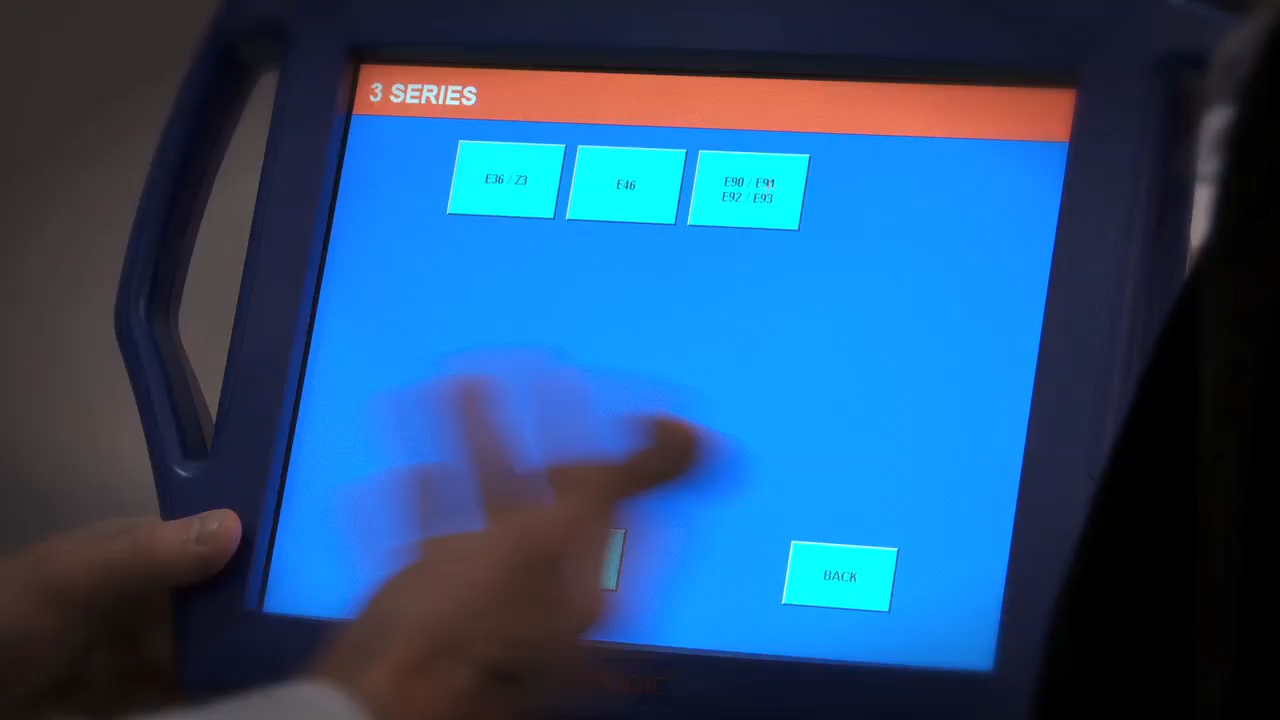 3 SERIES
E36 / Z3
E46
E90 / E91
E92 / E93
BACK